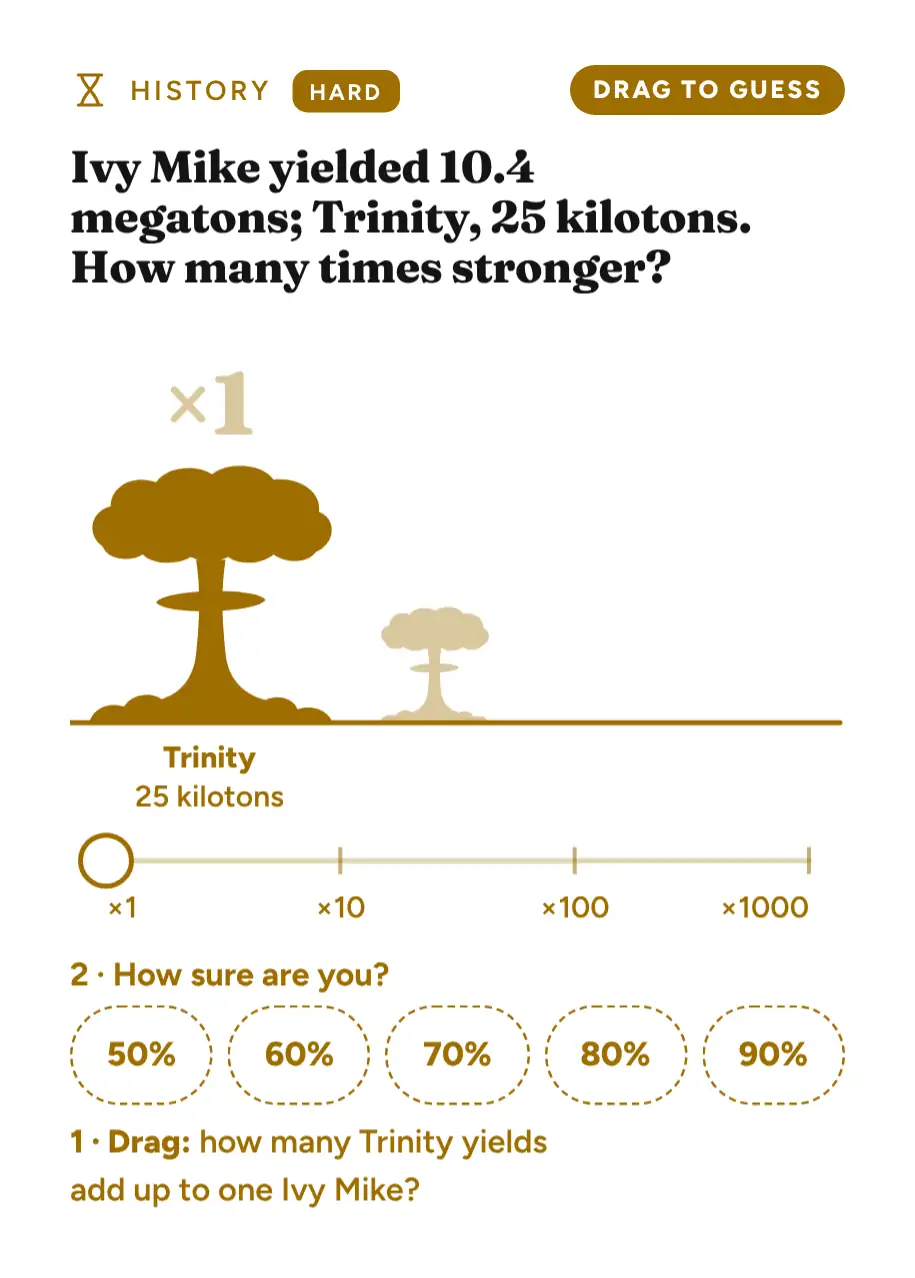 HISTORY
HARD
DRAG TO GUESS
Ivy Mike yielded 10.4
megatons; Trinity, 25 kilotons.
How many times stronger?
×1
Trinity
25 kilotons
×1
×10
×100
×1000
2 · How sure are you?
50%
60%
70%
80%
90%
1 · Drag: how many Trinity yields
add up to one Ivy Mike?